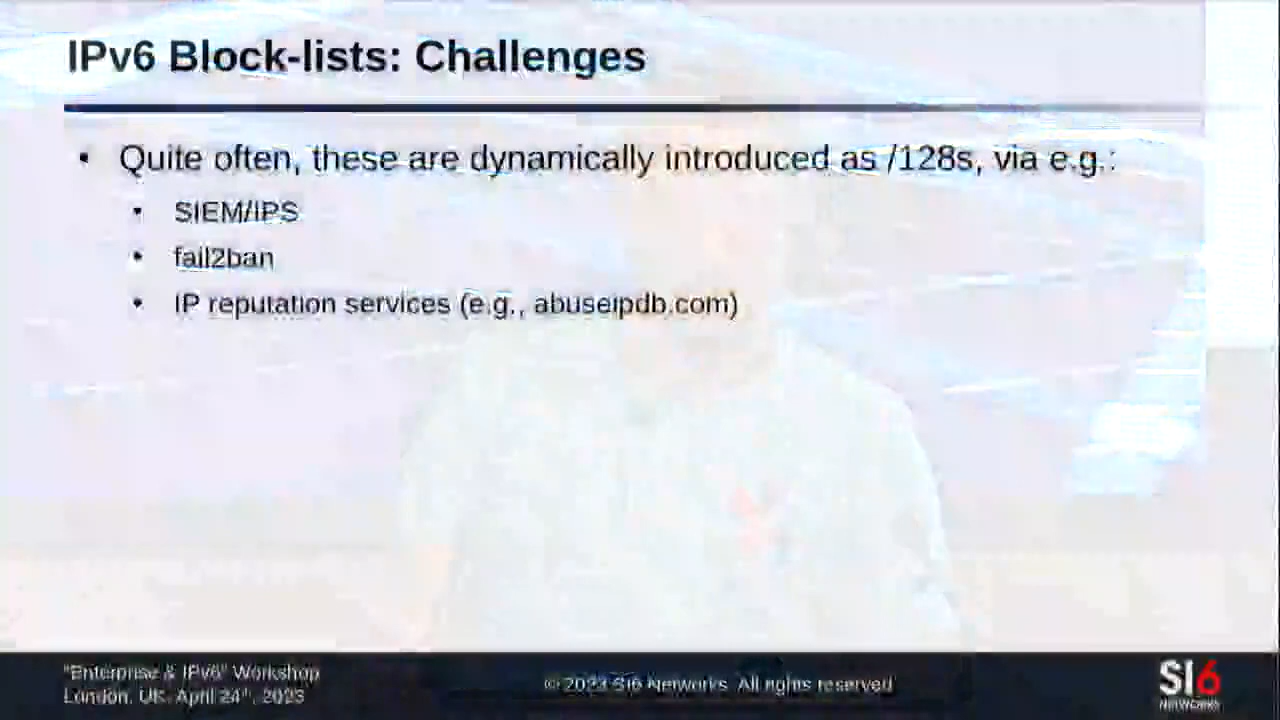 IPv6 Block-lists: Challenges
• Quite often, these are dynamically introduced as /128s, via e.g.:
• SIEM/IPS
• fail2ban
• IP reputation services (e.g., abuseipdb.com)
"Enterprise & IPv6" Workshop
London, UK. April 24th, 2023
© 2023 SI6 Networks. All rights reserved
SI6
NETWORKS